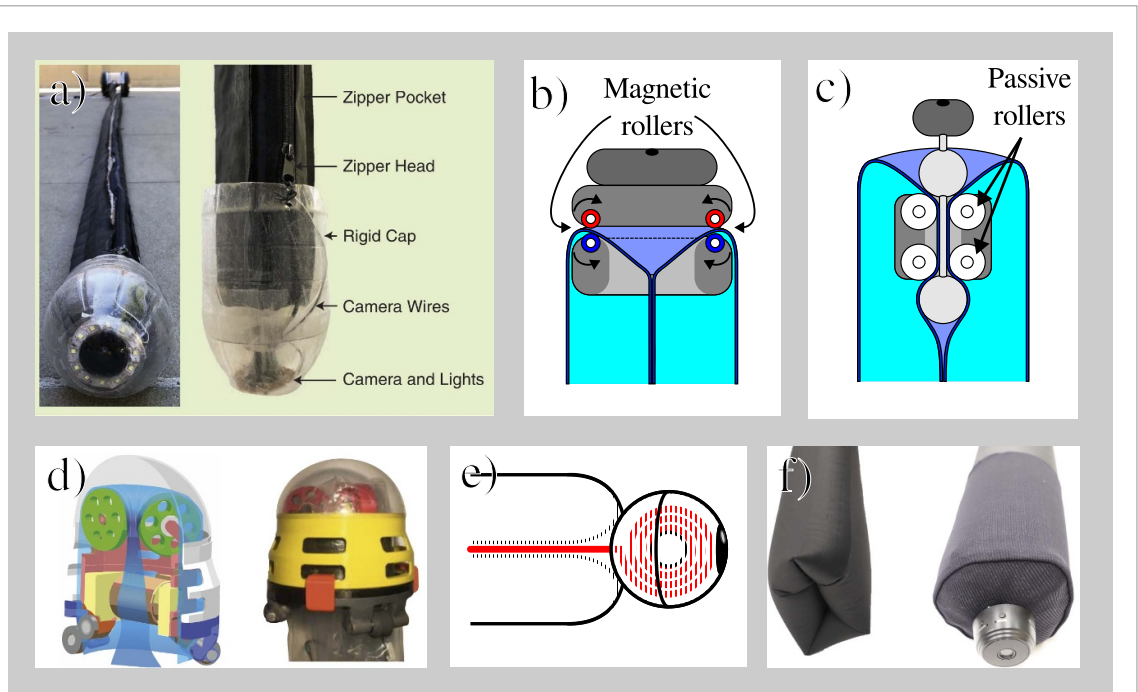 a)
Zipper Pocket
Zipper Head
Rigid Cap
Camera Wires
Camera and Lights
b)
Magnetic
rollers
c)
Passive
rollers
d)
e)
f)